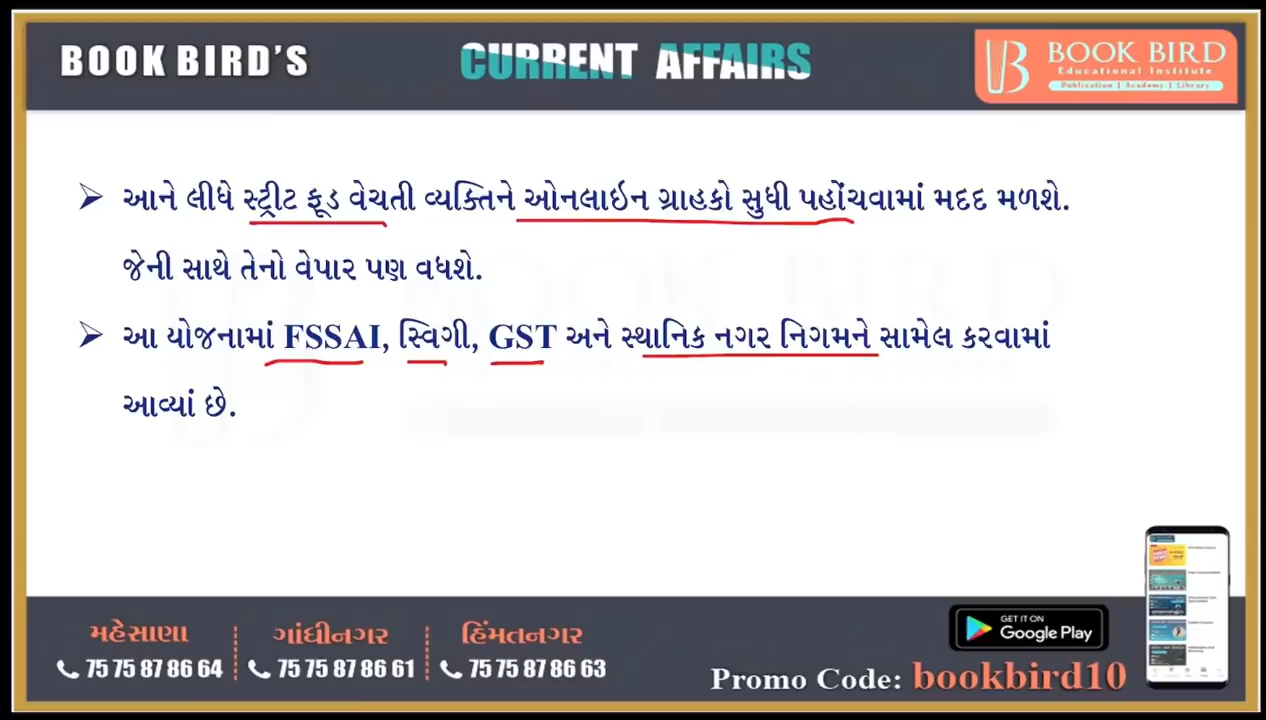 BOOK BIRD'S
CURRENT AFFAIRS
BOOK BIRD
Educational Institute
Publication | Academy | Library
➢ આને લીધે સ્ટ્રીટ ફૂડ વેચતી વ્યક્તિને ઓનલાઇન ગ્રાહકો સુધી પહોંચવામાં મદદ મળશે.
જેની સાથે તેનો વેપાર પણ વધશે.
➢ આ યોજનામાં FSSAI, સ્વિગી, GST અને સ્થાનિક નગર નિગમને સામેલ કરવામાં
આવ્યાં છે.
BOOK BIRD
મહેસાણા
75 75 87 86 64
ગાંધીનગર
75 75 87 86 61
હિંમતનગર
75 75 87 86 63
GET IT ON
Google Play
Promo Code: bookbird10